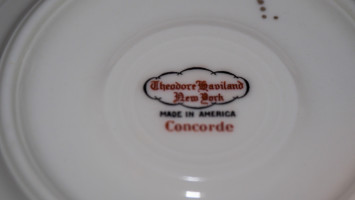 Theodore Haviland
New York
MADE IN AMERICA
Concorde